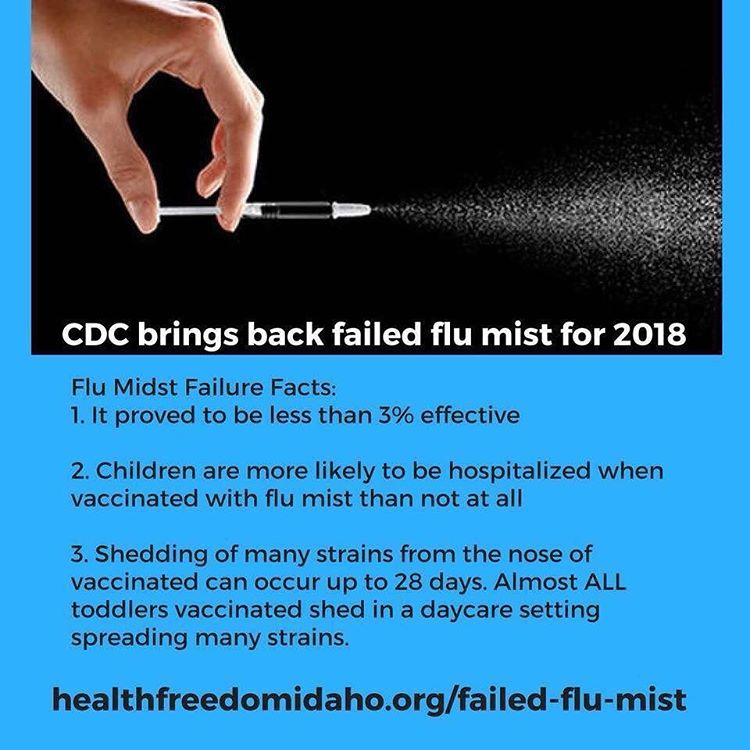 CDC brings back failed flu mist for 2018
Flu Midst Failure Facts:
1. It proved to be less than 3% effective
2. Children are more likely to be hospitalized when
vaccinated with flu mist than not at all
3. Shedding of many strains from the nose of
vaccinated can occur up to 28 days. Almost ALL
toddlers vaccinated shed in a daycare setting
spreading many strains.
healthfreedomidaho.org/failed-flu-mist